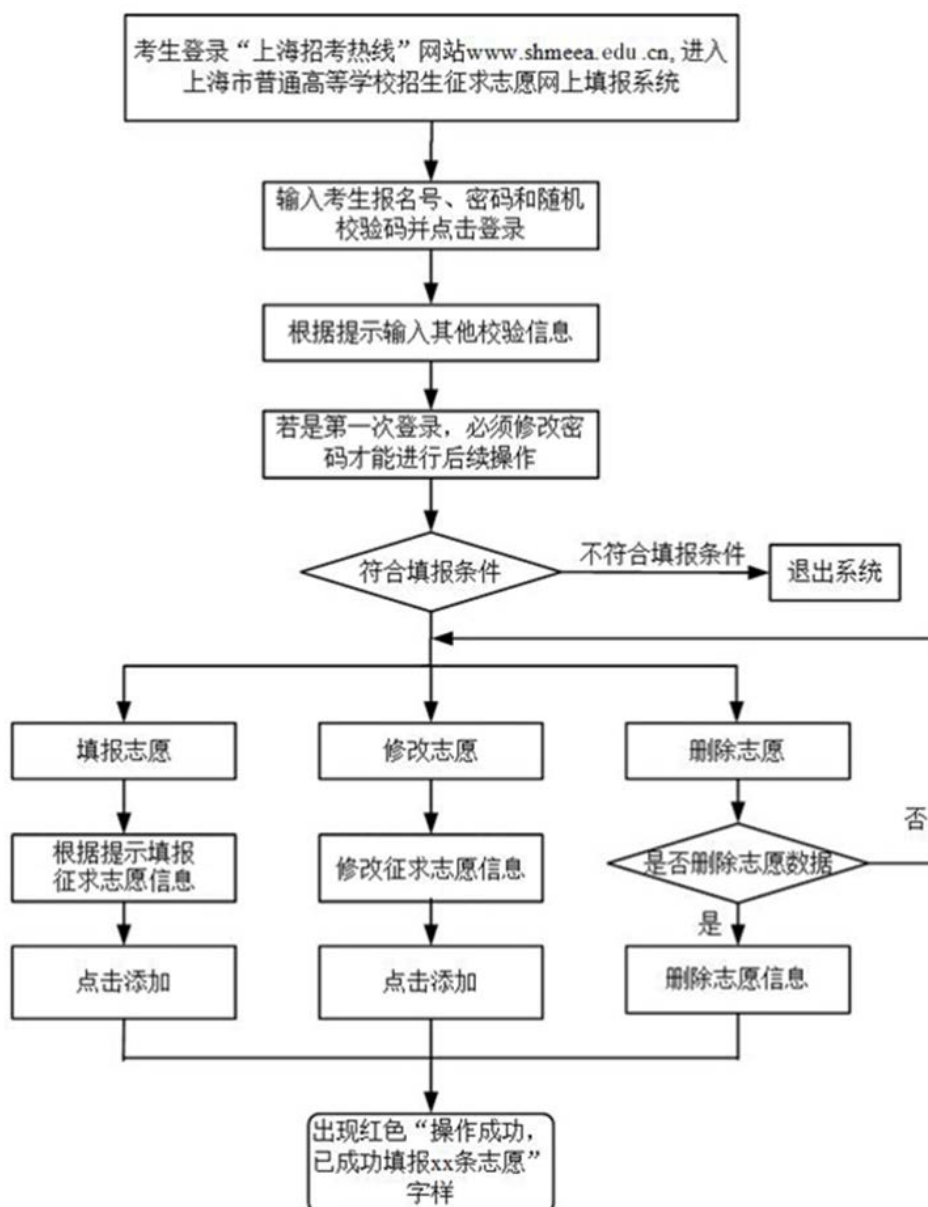 考生登录“上海招考热线”网站www.shmeea.edu.cn,进入
上海市普通高等学校招生征求志愿网上填报系统
输入考生报名号、密码和随机
校验码并点击登录
根据提示输入其他校验信息
若是第一次登录，必须修改密
码才能进行后续操作
符合填报条件
不符合填报条件
退出系统
填报志愿
修改志愿
删除志愿
根据提示填报
征求志愿信息
修改征求志愿信息
是否删除志愿数据
否
是
点击添加
点击添加
删除志愿信息
出现红色“操作成功，
已成功填报xx条志愿”
字样